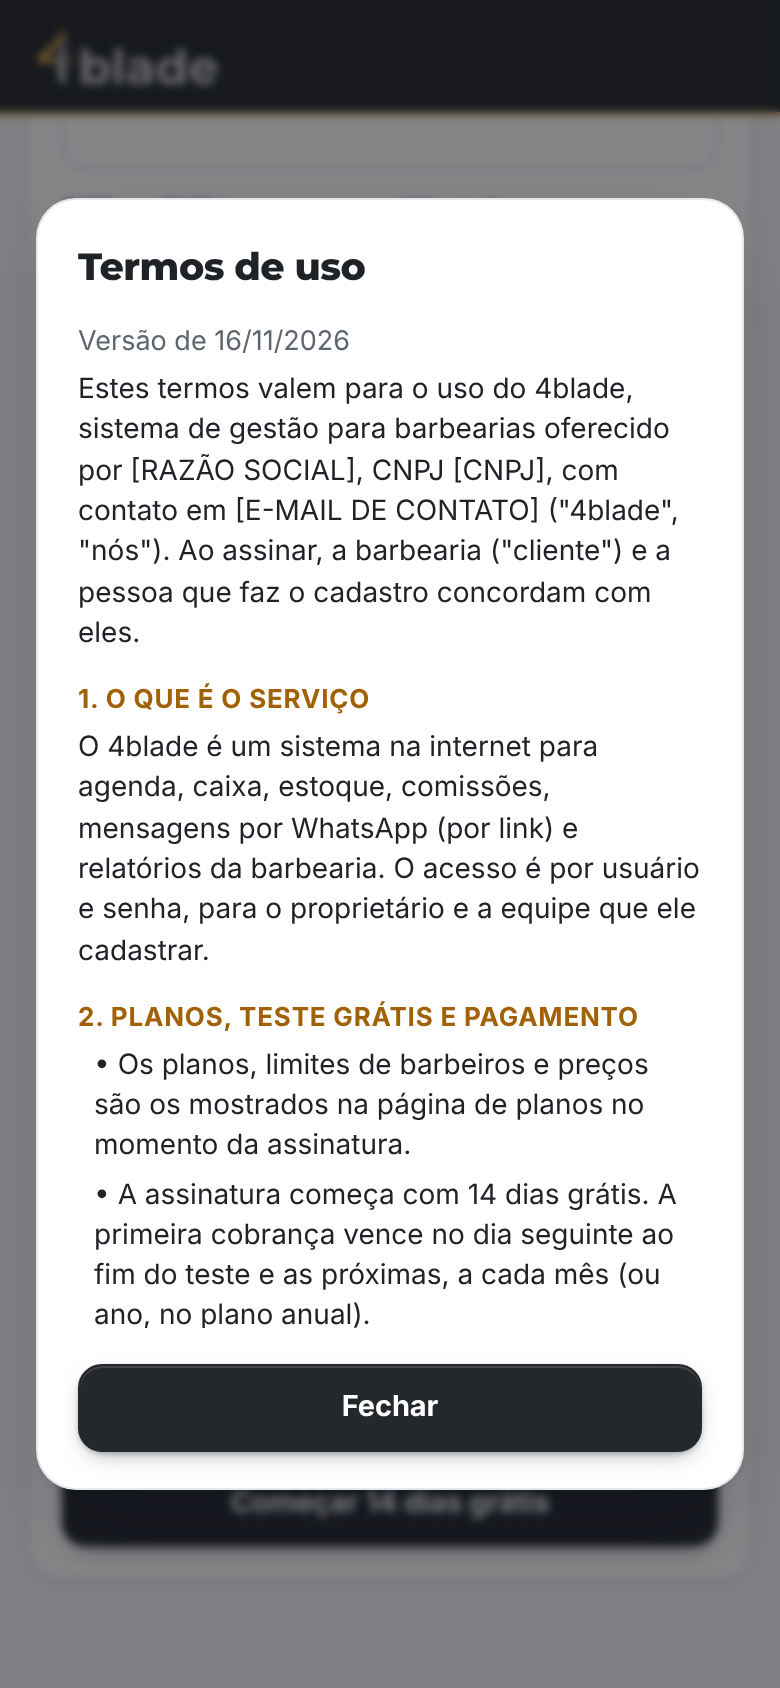 4blade
Termos de uso
Versão de 16/11/2026
Estes termos valem para o uso do 4blade,
sistema de gestão para barbearias oferecido
por [RAZÃO SOCIAL], CNPJ [CNPJ], com
contato em [E-MAIL DE CONTATO] ("4blade",
"nós"). Ao assinar, a barbearia ("cliente") e a
pessoa que faz o cadastro concordam com
eles.
1. O QUE É O SERVIÇO
O 4blade é um sistema na internet para
agenda, caixa, estoque, comissões,
mensagens por WhatsApp (por link) e
relatórios da barbearia. O acesso é por usuário
e senha, para o proprietário e a equipe que ele
cadastrar.
2. PLANOS, TESTE GRÁTIS E PAGAMENTO
• Os planos, limites de barbeiros e preços
são os mostrados na página de planos no
momento da assinatura.
• A assinatura começa com 14 dias grátis. A
primeira cobrança vence no dia seguinte ao
fim do teste e as próximas, a cada mês (ou
ano, no plano anual).
Fechar
Começar 14 dias grátis